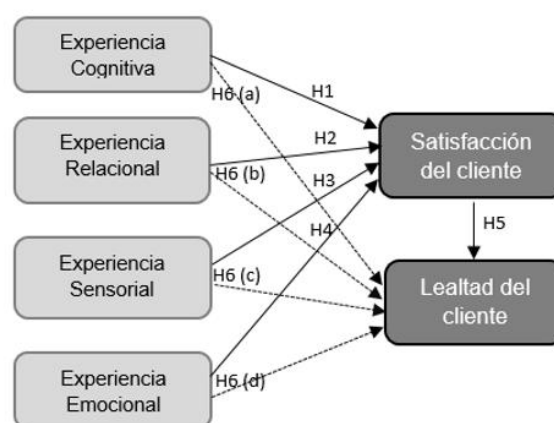 Experiencia
Cognitiva
H1
H6 (a)
Experiencia
Relacional
H2
H6 (b)
H3
Satisfacción
del cliente
H4
H5
Experiencia
Sensorial
H6 (c)
Lealtad del
cliente
Experiencia
Emocional
H6 (d)